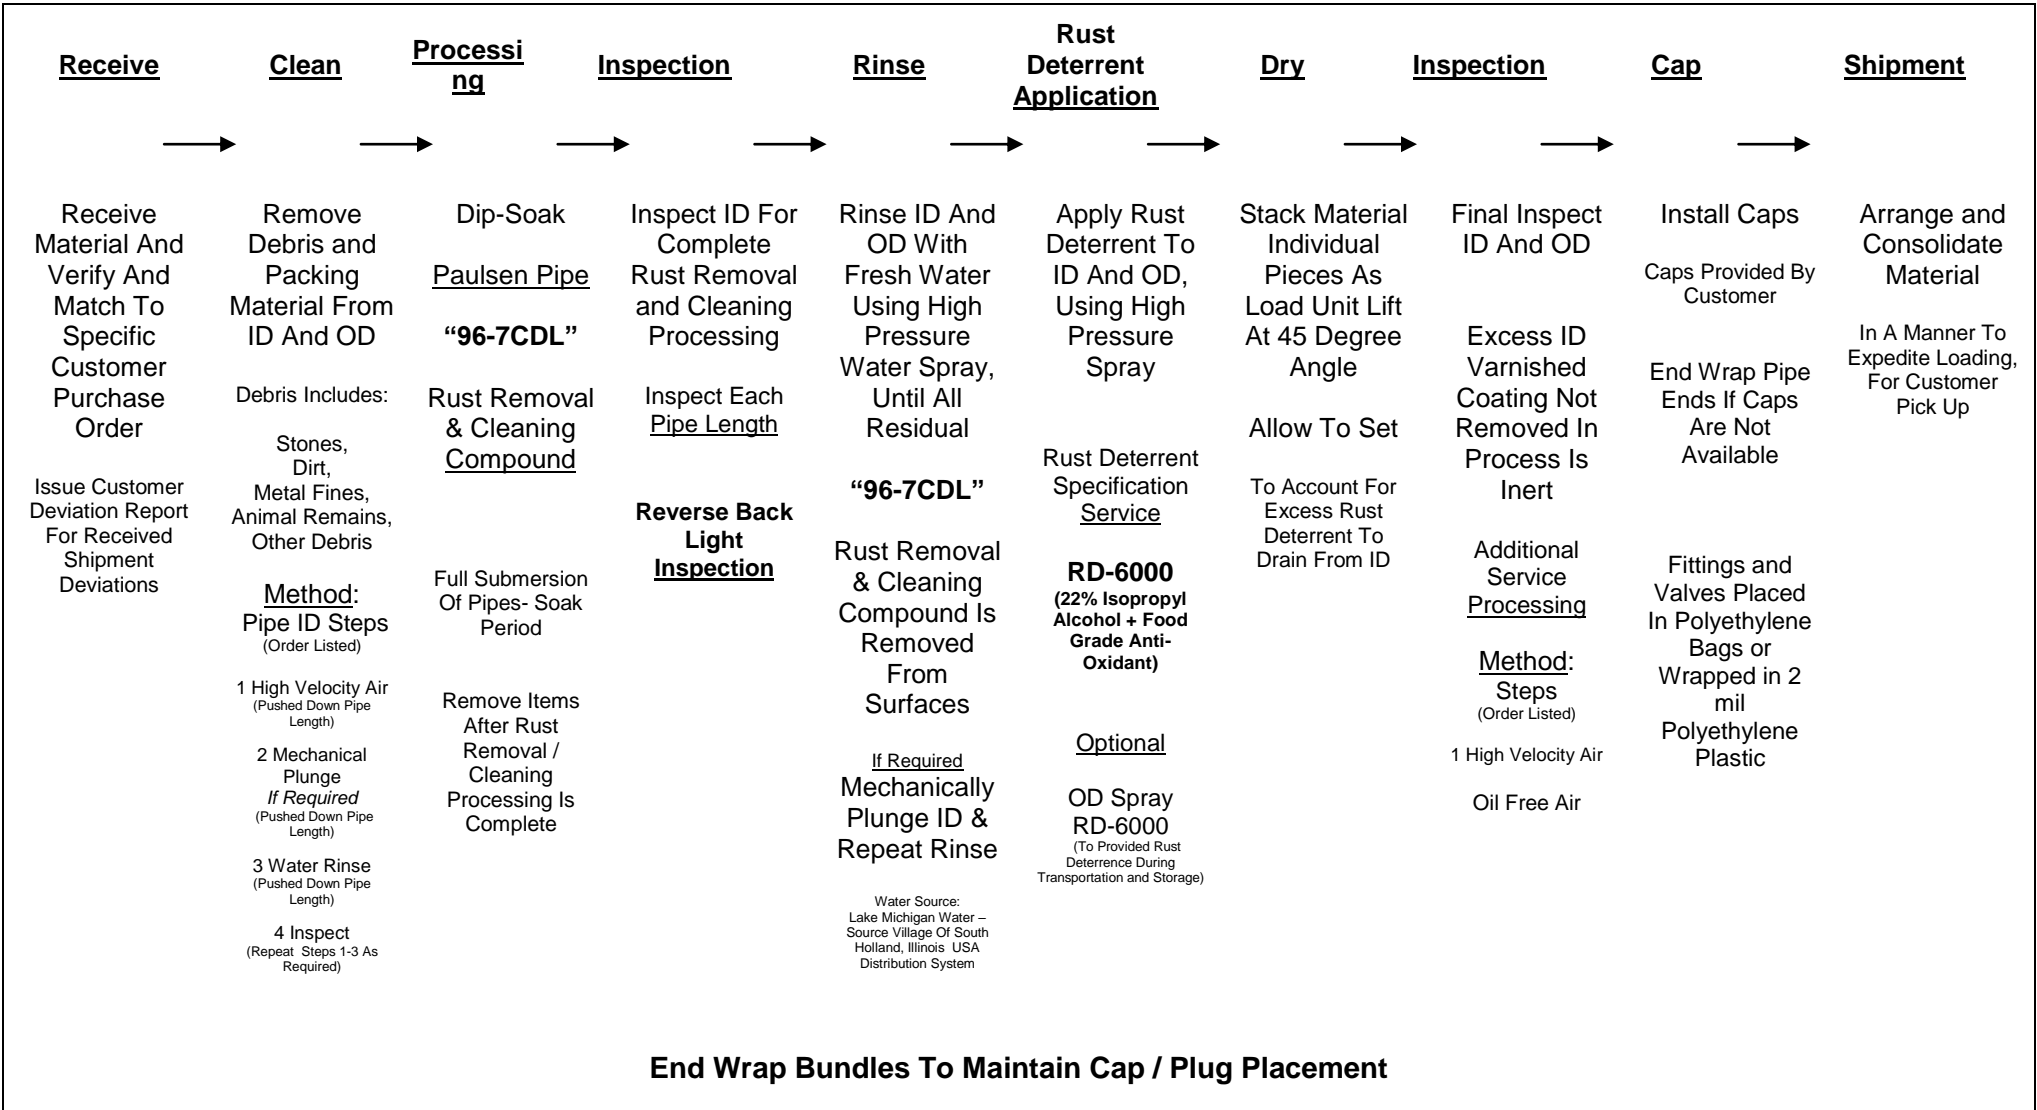 Receive
Clean
Processi
ng
Inspection
Rinse
Rust
Deterrent
Application
Dry
Inspection
Cap
Shipment
Receive
Material And
Verify And
Match To
Specific
Customer
Purchase
Order
Issue Customer
Deviation Report
For Received
Shipment
Deviations
Remove
Debris and
Packing
Material From
ID And OD
Debris Includes:
Stones,
Dirt,
Metal Fines,
Animal Remains,
Other Debris
Method:
Pipe ID Steps
(Order Listed)
1 High Velocity Air
(Pushed Down Pipe
Length)
2 Mechanical
Plunge
If Required
(Pushed Down Pipe
Length)
3 Water Rinse
(Pushed Down Pipe
Length)
4 Inspect
(Repeat Steps 1-3 As
Required)
Dip-Soak
Paulsen Pipe
“96-7CDL”
Rust Removal
& Cleaning
Compound
Full Submersion
Of Pipes- Soak
Period
Remove Items
After Rust
Removal /
Cleaning
Processing Is
Complete
Inspect ID For
Complete
Rust Removal
and Cleaning
Processing
Inspect Each
Pipe Length
Reverse Back
Light
Inspection
Rinse ID And
OD With
Fresh Water
Using High
Pressure
Water Spray,
Until All
Residual
“96-7CDL”
Rust Removal
& Cleaning
Compound Is
Removed
From
Surfaces
If Required
Mechanically
Plunge ID &
Repeat Rinse
Water Source:
Lake Michigan Water –
Source Village Of South
Holland, Illinois USA
Distribution System
Apply Rust
Deterrent To
ID And OD,
Using High
Pressure
Spray
Rust Deterrent
Specification
Service
RD-6000
(22% Isopropyl
Alcohol + Food
Grade Anti-
Oxidant)
Optional
OD Spray
RD-6000
(To Provided Rust
Deterrence During
Transportation and Storage)
Stack Material
Individual
Pieces As
Load Unit Lift
At 45 Degree
Angle
Allow To Set
To Account For
Excess Rust
Deterrent To
Drain From ID
Final Inspect
ID And OD
Excess ID
Varnished
Coating Not
Removed In
Process Is
Inert
Additional
Service
Processing
Method:
Steps
(Order Listed)
1 High Velocity Air
Oil Free Air
Install Caps
Caps Provided By
Customer
End Wrap Pipe
Ends If Caps
Are Not
Available
Fittings and
Valves Placed
In Polyethylene
Bags or
Wrapped in 2
mil
Polyethylene
Plastic
Arrange and
Consolidate
Material
In A Manner To
Expedite Loading,
For Customer
Pick Up
End Wrap Bundles To Maintain Cap / Plug Placement